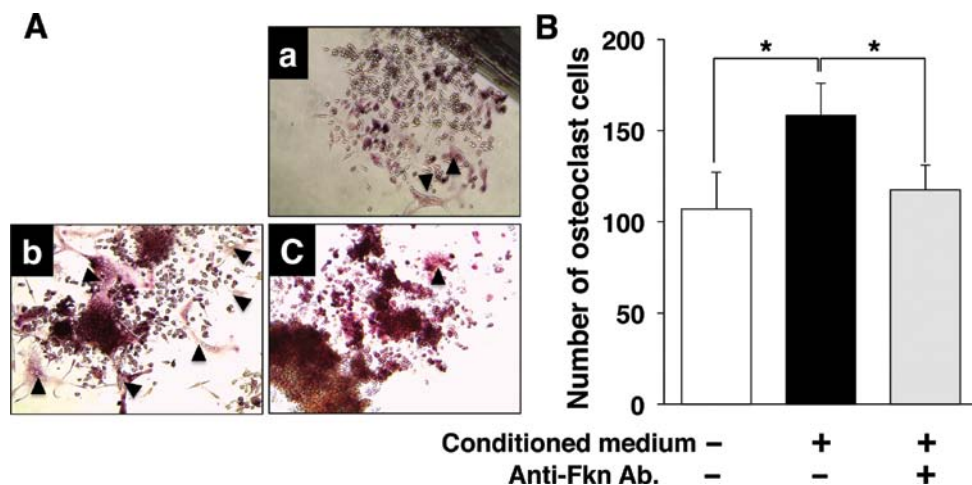 A
a
b
C
B
Number of osteoclast cells
200
150
100
50
0
* *
Conditioned medium – + +
Anti-Fkn Ab. – – +